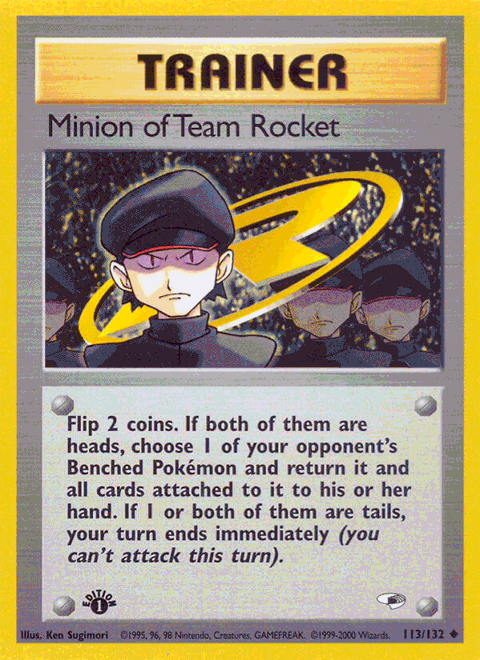 TRAINER
Minion of Team Rocket
Flip 2 coins. If both of them are
heads, choose 1 of your opponent's
Benched Pokémon and return it and
all cards attached to it to his or her
hand. If 1 or both of them are tails,
your turn ends immediately (you
can't attack this turn).
EDITION
1
Illus. Ken Sugimori ©1995, 96, 98 Nintendo, Creatures, GAMEFREAK. ©1999-2000 Wizards. 113/132